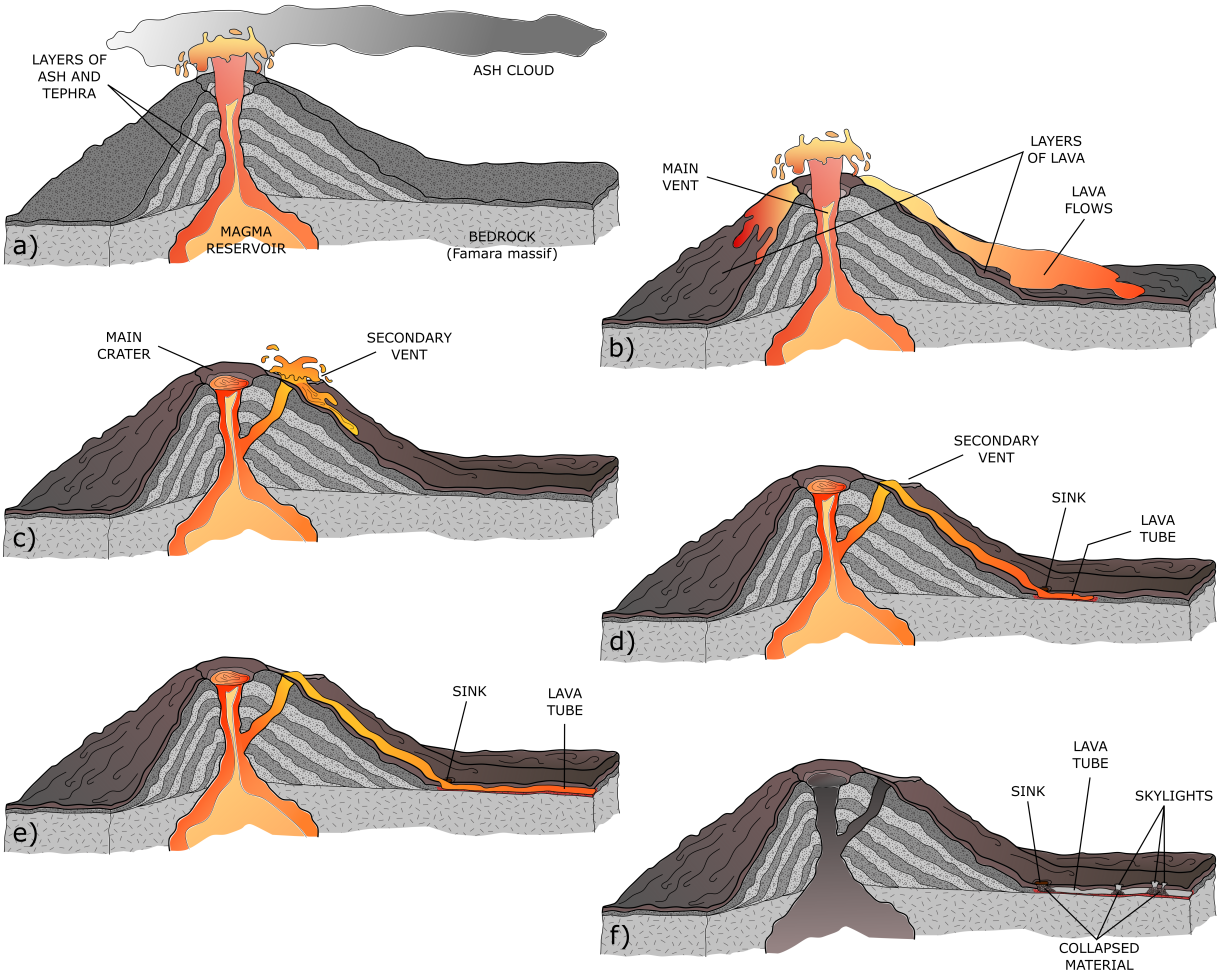 LAYERS OF
ASH AND
TEPHRA
ASH CLOUD
MAGMA
RESERVOIR
BEDROCK
(Famara massif)
a)
MAIN
VENT
LAYERS
OF LAVA
LAVA
FLOWS
b)
MAIN
CRATER
SECONDARY
VENT
c)
SECONDARY
VENT
SINK
LAVA
TUBE
d)
SINK
LAVA
TUBE
e)
LAVA
TUBE
SINK
SKYLIGHTS
COLLAPSED
MATERIAL
f)